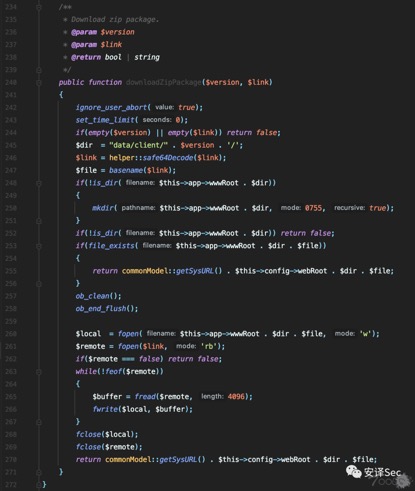 234 /**
235 * Download zip package.
236 * @param $version
237 * @param $link
238 * @return bool | string
239 */
240 public function downloadZipPackage($version, $link)
241 {
242 ignore_user_abort( value: true);
243 set_time_limit( seconds: 0);
244 if(empty($version) || empty($link)) return false;
245 $dir = "data/client/" . $version . '/';
246 $link = helper::safe64Decode($link);
247 $file = basename($link);
248 if(!is_dir( filename: $this->app->wwwRoot . $dir))
249 {
250 mkdir( pathname: $this->app->wwwRoot . $dir, mode: 0755, recursive: true);
251 }
252 if(!is_dir( filename: $this->app->wwwRoot . $dir)) return false;
253 if(file_exists( filename: $this->app->wwwRoot . $dir . $file))
254 {
255 return commonModel::getSysURL() . $this->config->webRoot . $dir . $file;
256 }
257 ob_clean();
258 ob_end_flush();
259
260 $local = fopen( filename: $this->app->wwwRoot . $dir . $file, mode: 'w');
261 $remote = fopen($link, mode: 'rb');
262 if($remote === false) return false;
263 while(!feof($remote))
264 {
265 $buffer = fread($remote, length: 4096);
266 fwrite($local, $buffer);
267 }
268 fclose($local);
269 fclose($remote);
270 return commonModel::getSysURL() . $this->config->webRoot . $dir . $file;
271 }
272 }
安译Sec